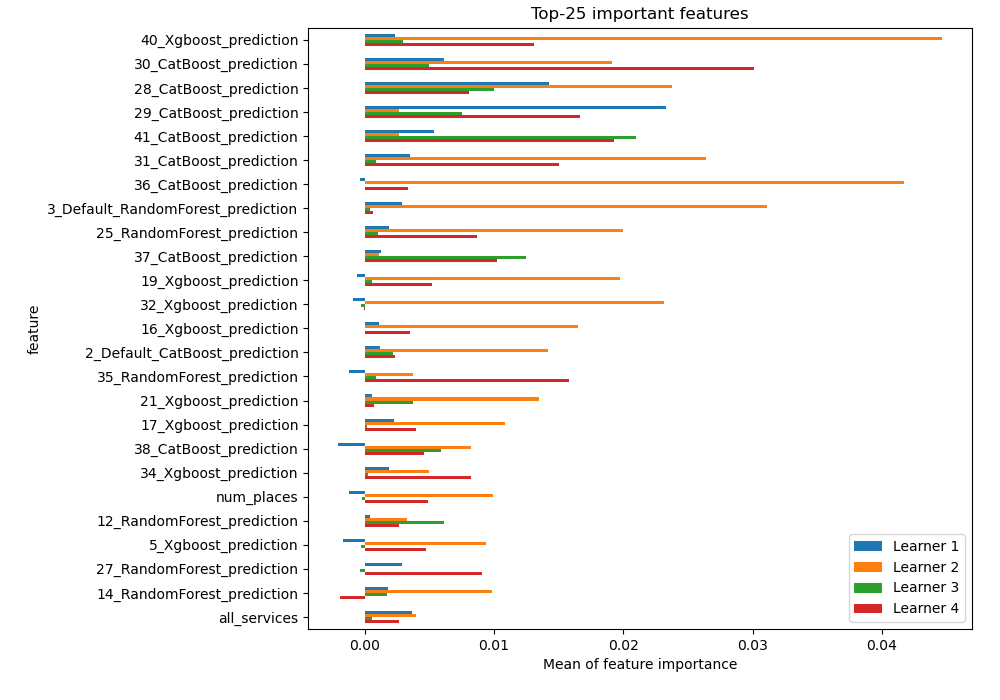 Top-25 important features
feature
40_Xgboost_prediction
30_CatBoost_prediction
28_CatBoost_prediction
29_CatBoost_prediction
41_CatBoost_prediction
31_CatBoost_prediction
36_CatBoost_prediction
3_Default_RandomForest_prediction
25_RandomForest_prediction
37_CatBoost_prediction
19_Xgboost_prediction
32_Xgboost_prediction
16_Xgboost_prediction
2_Default_CatBoost_prediction
35_RandomForest_prediction
21_Xgboost_prediction
17_Xgboost_prediction
38_CatBoost_prediction
34_Xgboost_prediction
num_places
12_RandomForest_prediction
5_Xgboost_prediction
27_RandomForest_prediction
14_RandomForest_prediction
all_services
Learner 1
Learner 2
Learner 3
Learner 4
0.00 0.01 0.02 0.03 0.04
Mean of feature importance